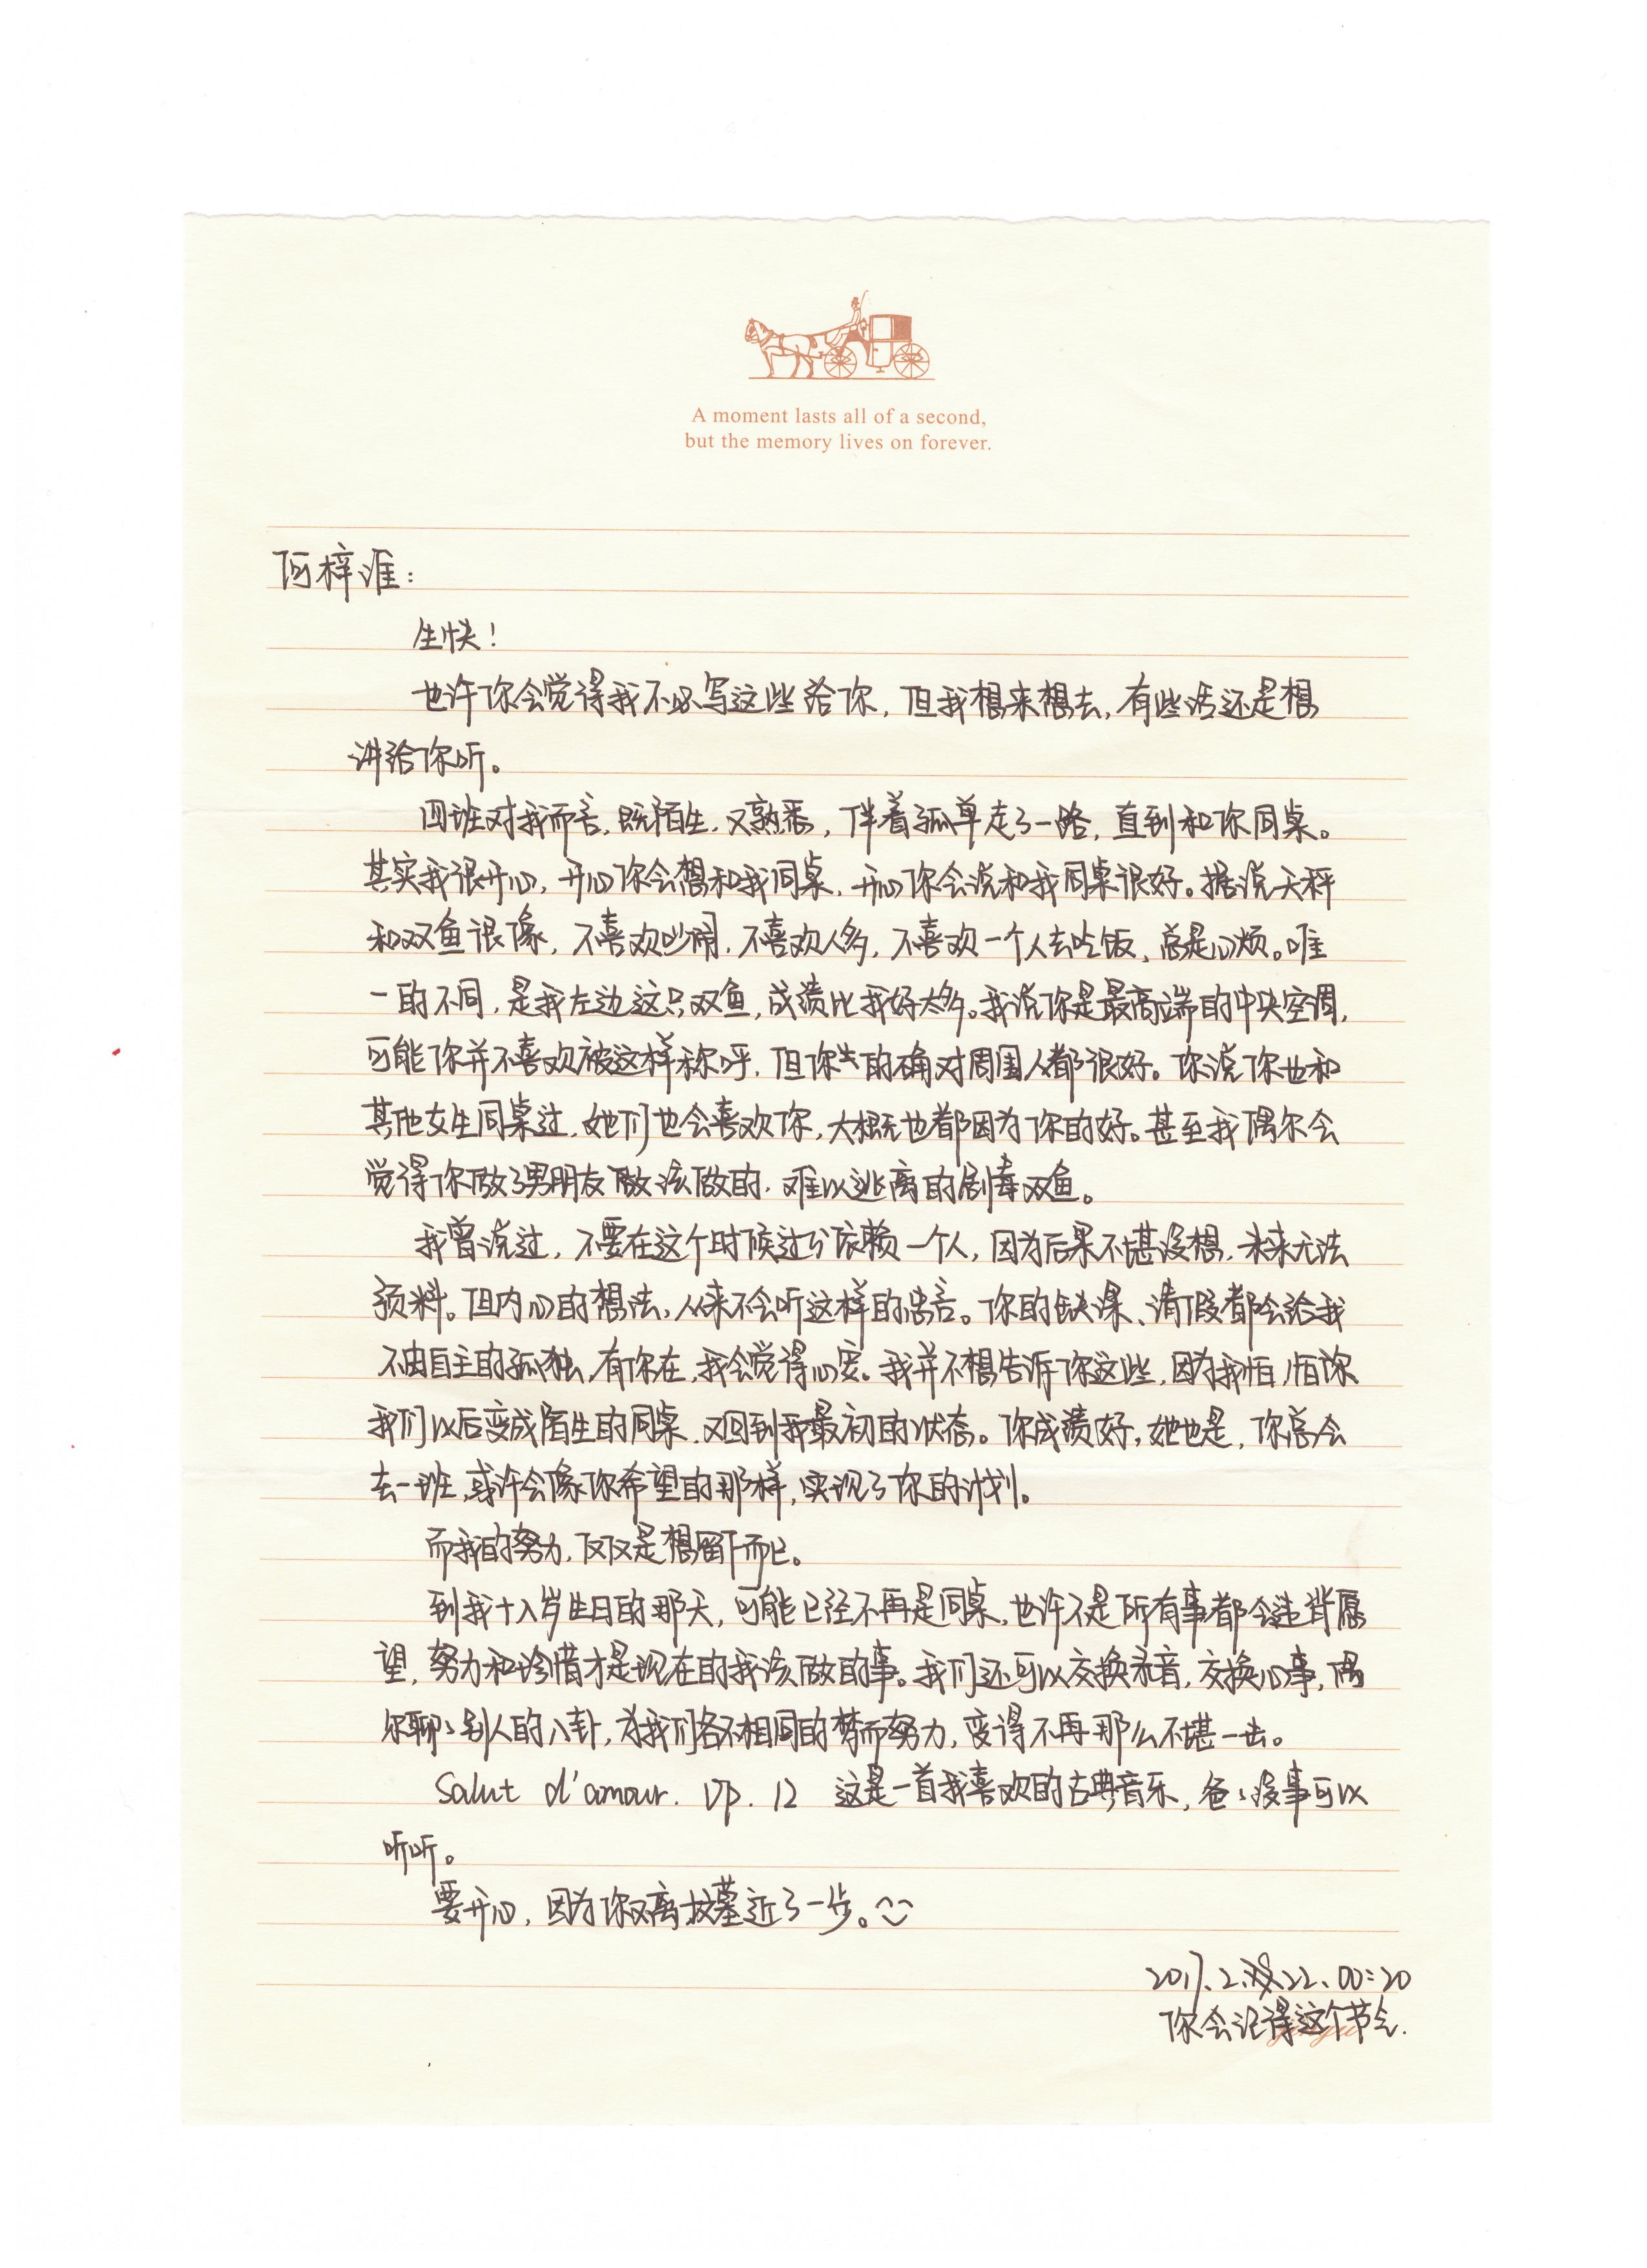 A moment lasts all of a second,
but the memory lives on forever.
何梓淮：
生快！
也许你会觉得我不必写这些给你，但我想来想去，有些话还是想
讲给你听。
四班对我而言，既陌生，又熟悉，伴着孤单走了一路，直到和你同桌。
其实我很开心，开心你会想和我同桌，开心你会说和我同桌很好。据说天秤
和双鱼很像，不喜欢吵闹，不喜欢人多，不喜欢一个人去吃饭，总是心烦。唯
一的不同，是我左边这只双鱼，成绩比我好太多。我说你是最高端的中央空调，
可能你并不喜欢被这样称呼，但你的确对周围人都很好。你说你也和
其他女生同桌过，她们也会喜欢你，大概也都因为你的好。甚至我偶尔会
觉得你做了男朋友该做的，难以逃离的剧毒双鱼。
我曾说过，不要在这个时候过分依赖一个人，因为后果不堪设想，未来无法
预料。但内心的想法，从来不会听这样的忠言。你的缺课、请假都会给我
不由自主的孤独，有你在，我会觉得心安。我并不想告诉你这些，因为我怕，怕你
我们以后变成陌生的同桌，又回到我最初的状态。你成绩好，她也是，你总会
去一班，或许会像你希望的那样，实现了你的计划。
而我的努力，仅仅是想留下而已。
到我十八岁生日的那天，可能已经不再是同桌，也许不是所有事都会违背愿
望，努力和珍惜才是现在的我该做的事。我们还可以交换录音，交换心事，偶
尔聊聊别人的八卦，为我们各不相同的梦而努力，变得不再那么不堪一击。
Salut d'amour. Op. 12 这是一首我喜欢的古典音乐，爸爸没事可以
听听。
要开心，因为你又离坟墓近了一步。
2017.2.22. 00:20
你会记得这个节么.